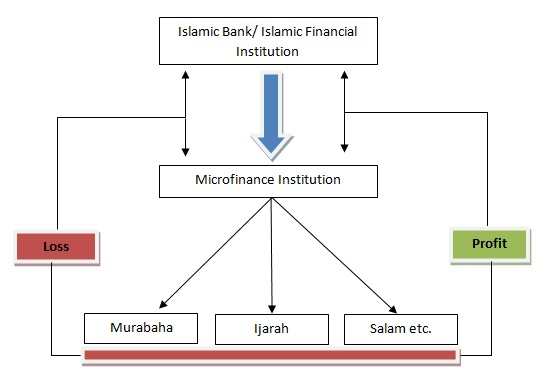 Islamic Bank/ Islamic Financial
Institution
Microfinance Institution
Loss
Profit
Murabaha
Ijarah
Salam etc.